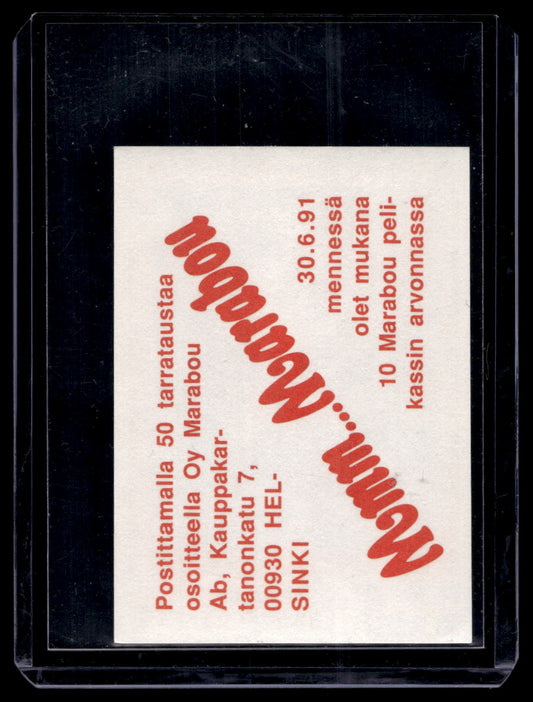 Postittamalla 50 tarrataustaa
osoitteella Oy Marabou
Ab, Kauppakar-
tanonkatu 7,
00930 HEL-
SINKI
Mmmm...Marabou
30.6.91
mennessä
olet mukana
10 Marabou peli-
kassin arvonnassa